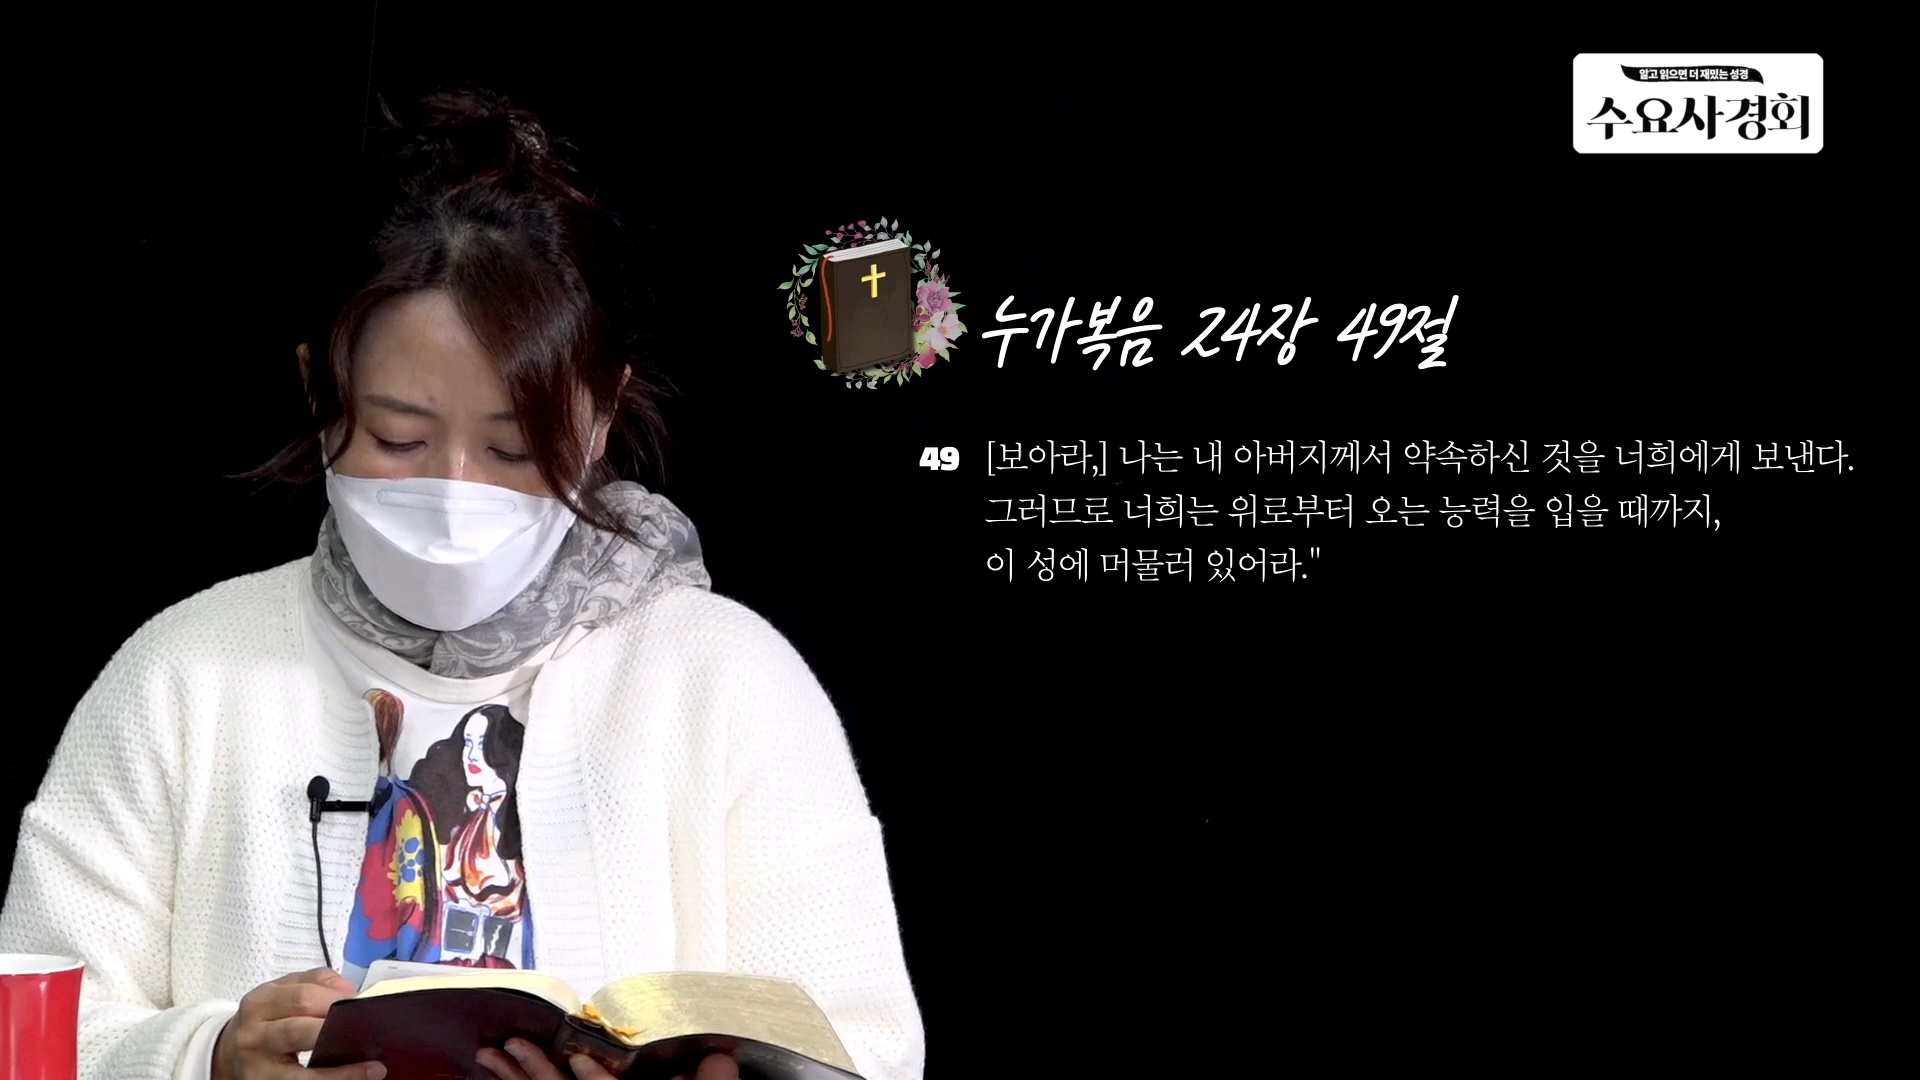 알고 읽으면 더 재밌는 성경
수요사경회
누가복음 24장 49절
49 [보아라,] 나는 내 아버지께서 약속하신 것을 너희에게 보낸다.
그러므로 너희는 위로부터 오는 능력을 입을 때까지,
이 성에 머물러 있어라."